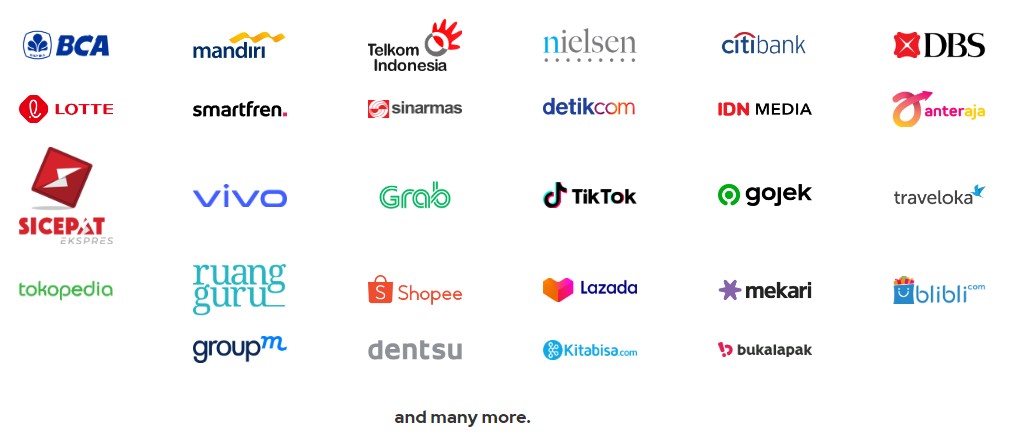 BCA
mandiri
Telkom
Indonesia
nielsen
citibank
DBS
LOTTE
smartfren.
sinarmas
detikcom
IDN MEDIA
anteraja
SICEPAT
EKSPRES
vivo
Grab
TikTok
gojek
traveloka
tokopedia
ruang
guru
S Shopee
Lazada
mekari
blibli.com
groupm
dentsu
Kitabisa.com
bukalapak
and many more.